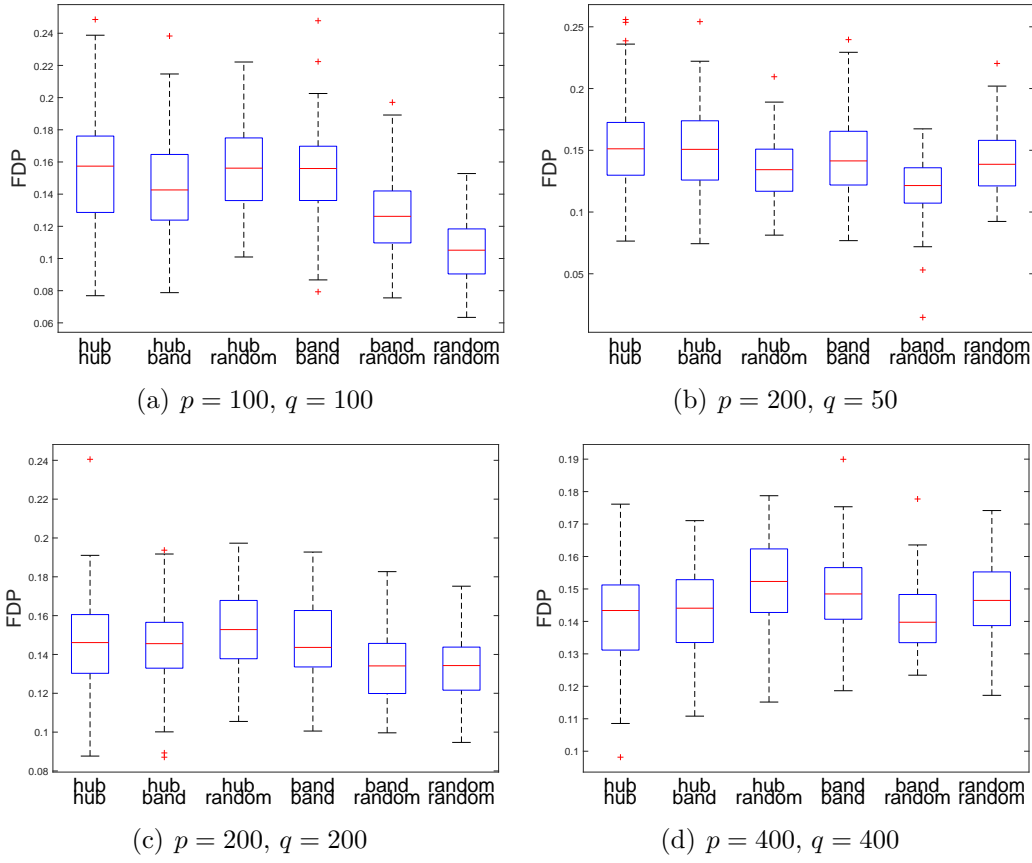 0.24
0.22
0.2
0.18
0.16
0.14
0.12
0.1
0.08
0.06
FDP
hub hub hub band band random
hub band random band random random
(a) p = 100, q = 100
0.25
0.2
0.15
0.1
0.05
FDP
hub hub hub band band random
hub band random band random random
(b) p = 200, q = 50
0.24
0.22
0.2
0.18
0.16
0.14
0.12
0.1
0.08
FDP
hub hub hub band band random
hub band random band random random
(c) p = 200, q = 200
0.19
0.18
0.17
0.16
0.15
0.14
0.13
0.12
0.11
0.1
FDP
hub hub hub band band random
hub band random band random random
(d) p = 400, q = 400